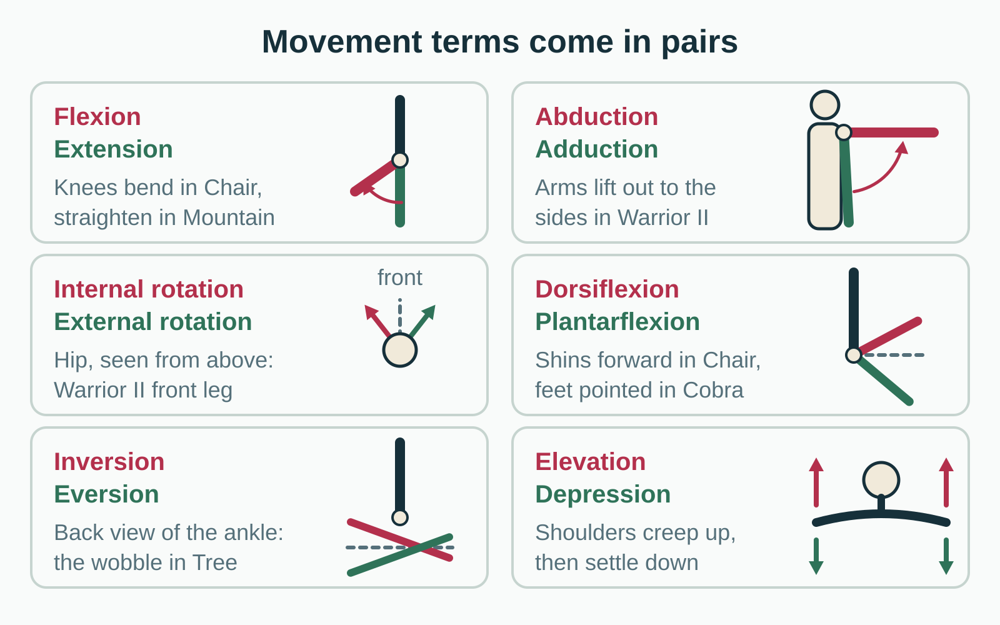 Movement terms come in pairs
Flexion
Extension
Knees bend in Chair,
straighten in Mountain
Abduction
Adduction
Arms lift out to the
sides in Warrior II
Internal rotation
External rotation
Hip, seen from above:
Warrior II front leg
front
Dorsiflexion
Plantarflexion
Shins forward in Chair,
feet pointed in Cobra
Inversion
Eversion
Back view of the ankle:
the wobble in Tree
Elevation
Depression
Shoulders creep up,
then settle down